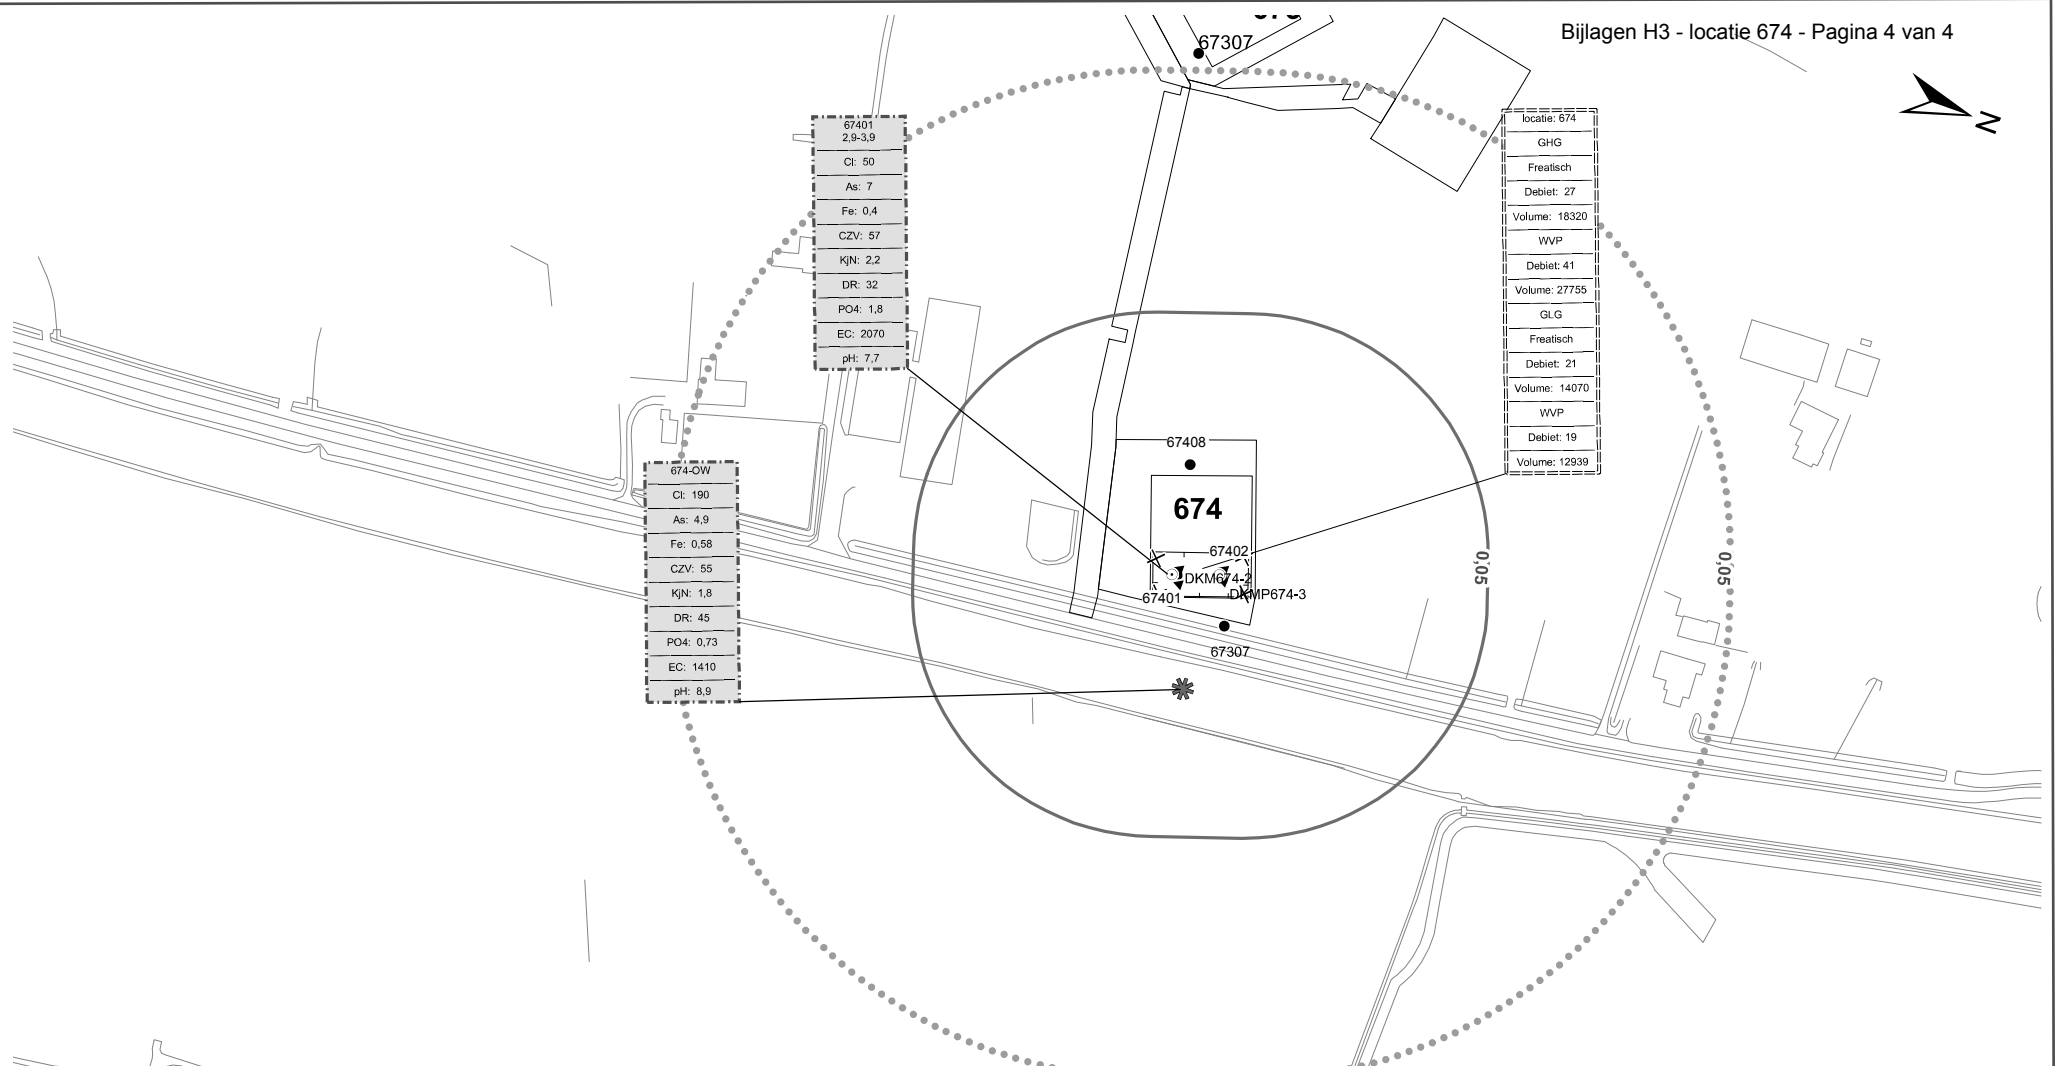 Bijlagen H3 - locatie 674 - Pagina 4 van 4
N
67307
67401
2,9-3,9
Cl: 50
As: 7
Fe: 0,4
CZV: 57
KjN: 2,2
DR: 32
PO4: 1,8
EC: 2070
pH: 7,7
locatie: 674
GHG
Freatisch
Debiet: 27
Volume: 18320
WVP
Debiet: 41
Volume: 27755
GLG
Freatisch
Debiet: 21
Volume: 14070
WVP
Debiet: 19
Volume: 12939
674-OW
Cl: 190
As: 4,9
Fe: 0,58
CZV: 55
KjN: 1,8
DR: 45
PO4: 0,73
EC: 1410
pH: 8,9
67408
674
67402
DKM674-2
67401
DKMP674-3
67307
0,05
0,05